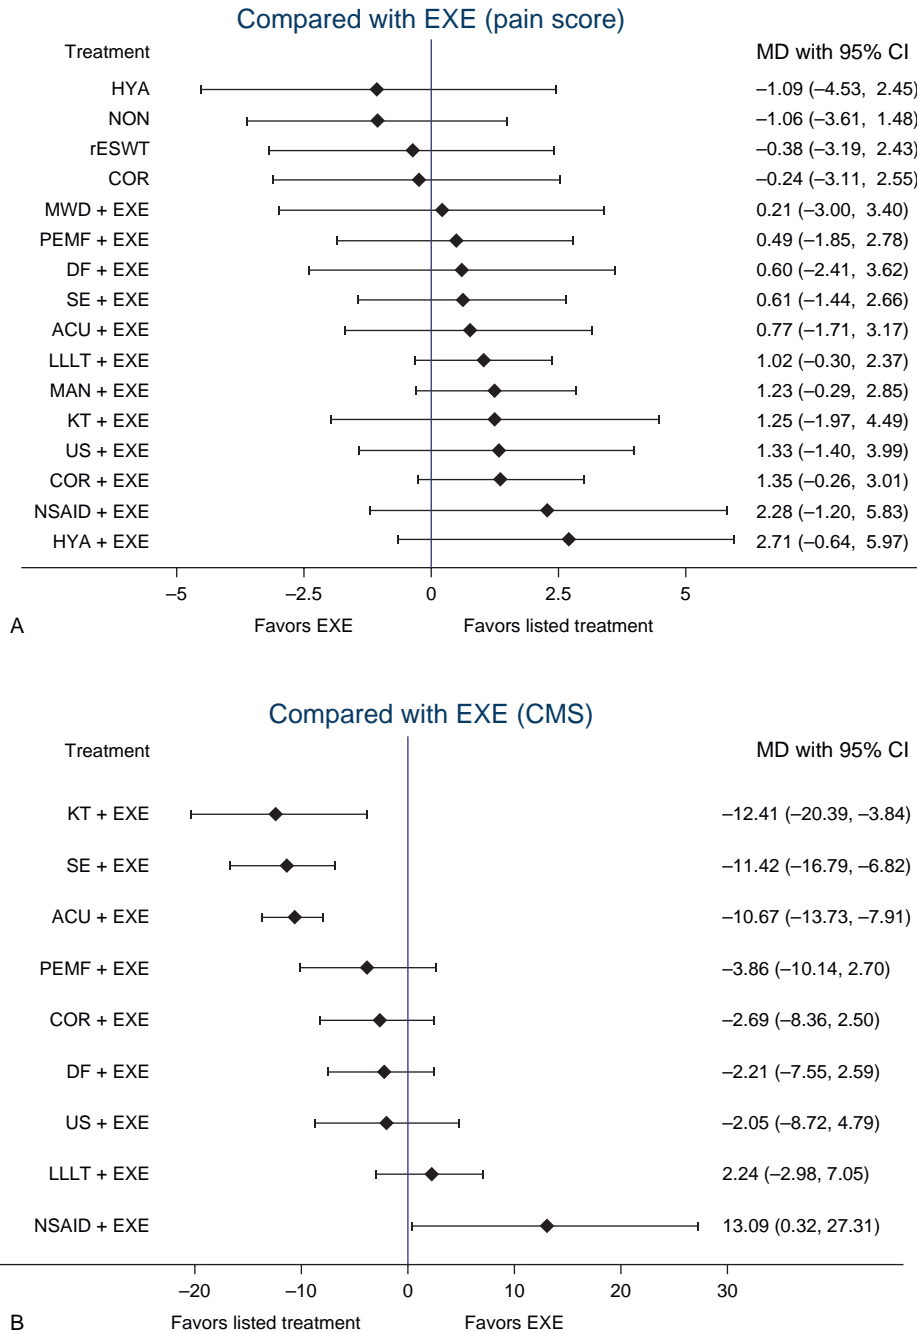 Compared with EXE (pain score)
Treatment MD with 95% CI
HYA –1.09 (–4.53, 2.45)
NON –1.06 (–3.61, 1.48)
rESWT –0.38 (–3.19, 2.43)
COR –0.24 (–3.11, 2.55)
MWD + EXE 0.21 (–3.00, 3.40)
PEMF + EXE 0.49 (–1.85, 2.78)
DF + EXE 0.60 (–2.41, 3.62)
SE + EXE 0.61 (–1.44, 2.66)
ACU + EXE 0.77 (–1.71, 3.17)
LLLT + EXE 1.02 (–0.30, 2.37)
MAN + EXE 1.23 (–0.29, 2.85)
KT + EXE 1.25 (–1.97, 4.49)
US + EXE 1.33 (–1.40, 3.99)
COR + EXE 1.35 (–0.26, 3.01)
NSAID + EXE 2.28 (–1.20, 5.83)
HYA + EXE 2.71 (–0.64, 5.97)
–5 –2.5 0 2.5 5
A Favors EXE Favors listed treatment
Compared with EXE (CMS)
Treatment MD with 95% CI
KT + EXE –12.41 (–20.39, –3.84)
SE + EXE –11.42 (–16.79, –6.82)
ACU + EXE –10.67 (–13.73, –7.91)
PEMF + EXE –3.86 (–10.14, 2.70)
COR + EXE –2.69 (–8.36, 2.50)
DF + EXE –2.21 (–7.55, 2.59)
US + EXE –2.05 (–8.72, 4.79)
LLLT + EXE 2.24 (–2.98, 7.05)
NSAID + EXE 13.09 (0.32, 27.31)
–20 –10 0 10 20 30
B Favors listed treatment Favors EXE